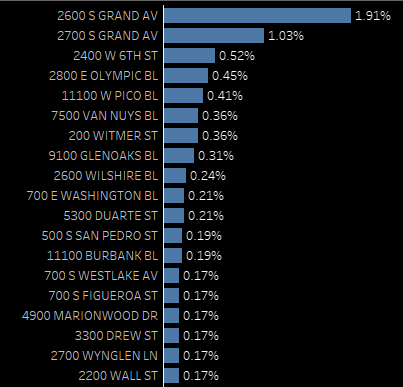 2600 S GRAND AV 1.91%
2700 S GRAND AV 1.03%
2400 W 6TH ST 0.52%
2800 E OLYMPIC BL 0.45%
11100 W PICO BL 0.41%
7500 VAN NUYS BL 0.36%
200 WITMER ST 0.36%
9100 GLENOAKS BL 0.31%
2600 WILSHIRE BL 0.24%
700 E WASHINGTON BL 0.21%
5300 DUARTE ST 0.21%
500 S SAN PEDRO ST 0.19%
11100 BURBANK BL 0.19%
700 S WESTLAKE AV 0.17%
700 S FIGUEROA ST 0.17%
4900 MARIONWOOD DR 0.17%
3300 DREW ST 0.17%
2700 WYNGLEN LN 0.17%
2200 WALL ST 0.17%